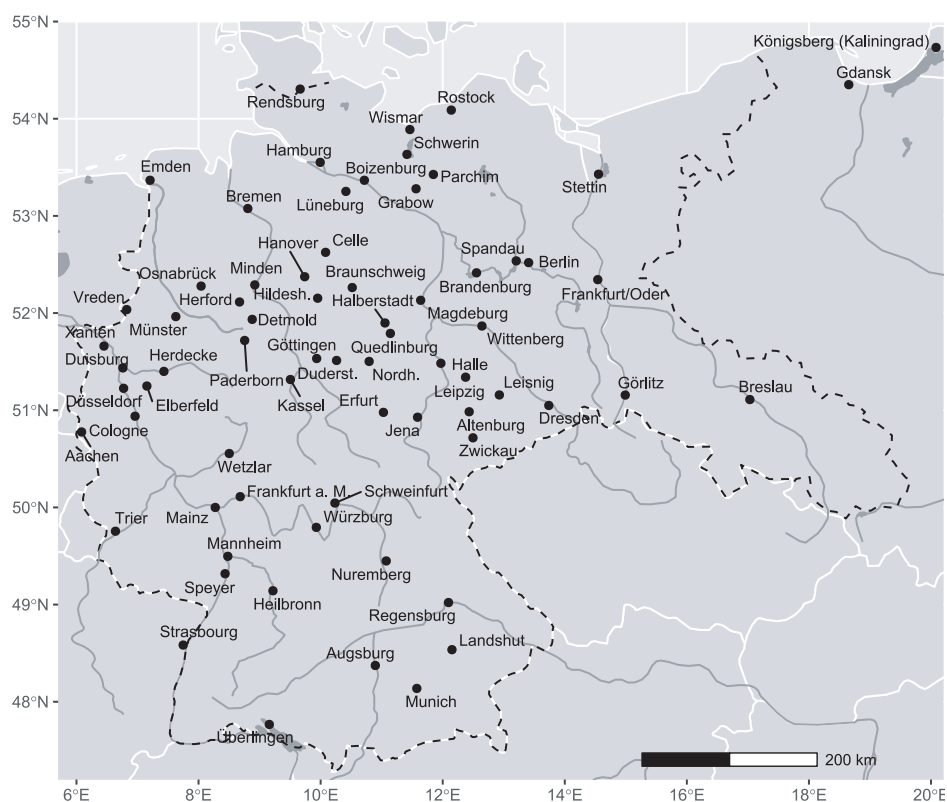 55°N
Königsberg (Kaliningrad)
Gdansk
Rendsburg
Rostock
54°N
Wismar
Schwerin
Hamburg
Boizenburg
Parchim
Emden
Stettin
Bremen
Lüneburg
Grabow
53°N
Hanover
Celle
Spandau
Berlin
Osnabrück
Minden
Braunschweig
Brandenburg
Frankfurt/Oder
Vreden
Herford
Hildesh.
Halberstadt
52°N
Magdeburg
Münster
Detmold
Xanten
Wittenberg
Göttingen
Quedlinburg
Duisburg
Herdecke
Halle
Paderborn
Duderst.
Nordh.
Leisnig
Görlitz
Breslau
Leipzig
Düsseldorf
Elberfeld
Kassel
Erfurt
51°N
Dresden
Cologne
Jena
Altenburg
Aachen
Zwickau
Wetzlar
Frankfurt a. M.
Schweinfurt
50°N
Trier
Mainz
Würzburg
Mannheim
Nuremberg
Speyer
Heilbronn
49°N
Regensburg
Strasbourg
Landshut
Augsburg
48°N
Munich
Überlingen
200 km
6°E
8°E
10°E
12°E
14°E
16°E
18°E
20°E